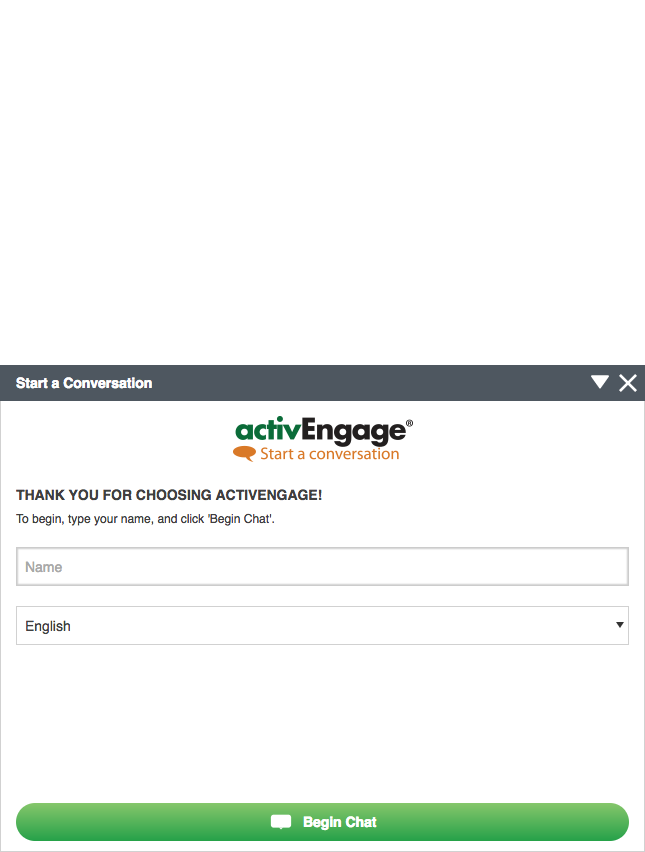 Start a Conversation
activEngage®
Start a conversation
THANK YOU FOR CHOOSING ACTIVENGAGE!
To begin, type your name, and click 'Begin Chat'.
Name
English
Begin Chat